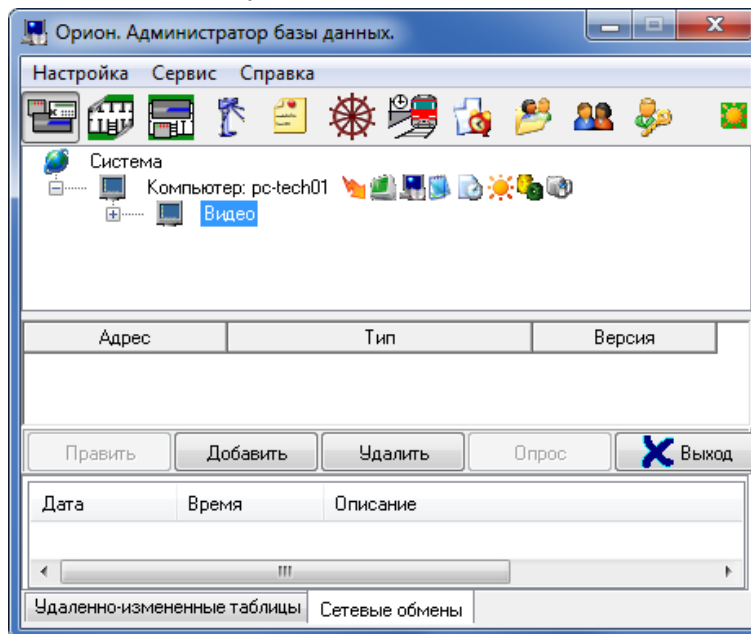 Орион. Администратор базы данных.
Настройка Сервис Справка
Система
Компьютер: pc-tech01
Видео
Адрес Тип Версия
Править Добавить Удалить Опрос Выход
Дата Время Описание
Удаленно-измененные таблицы Сетевые обмены